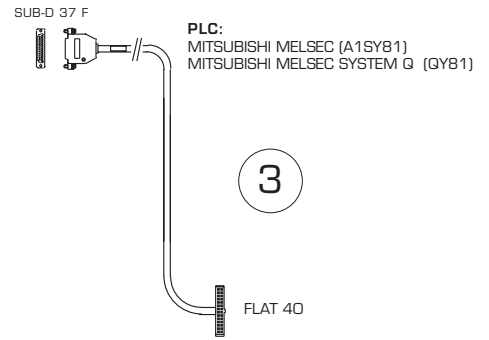 SUB-D 37 F
PLC:
MITSUBISHI MELSEC (A1SY81)
MITSUBISHI MELSEC SYSTEM Q (QY81)
3
FLAT 40